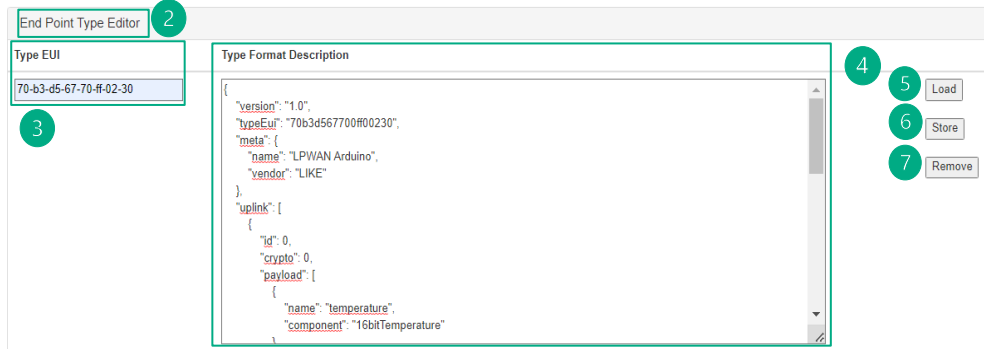 End Point Type Editor 2
Type EUI
Type Format Description
4
70-b3-d5-67-70-ff-02-30
3
{
"version": "1.0",
"typeEui": "70b3d567700ff00230",
"meta": {
"name": "LPWAN Arduino",
"vendor": "LIKE"
},
"uplink": [
{
"id": 0,
"crypto": 0,
"payload": [
{
"name": "temperature",
"component": "16bitTemperature"
}
5 Load
6 Store
7 Remove